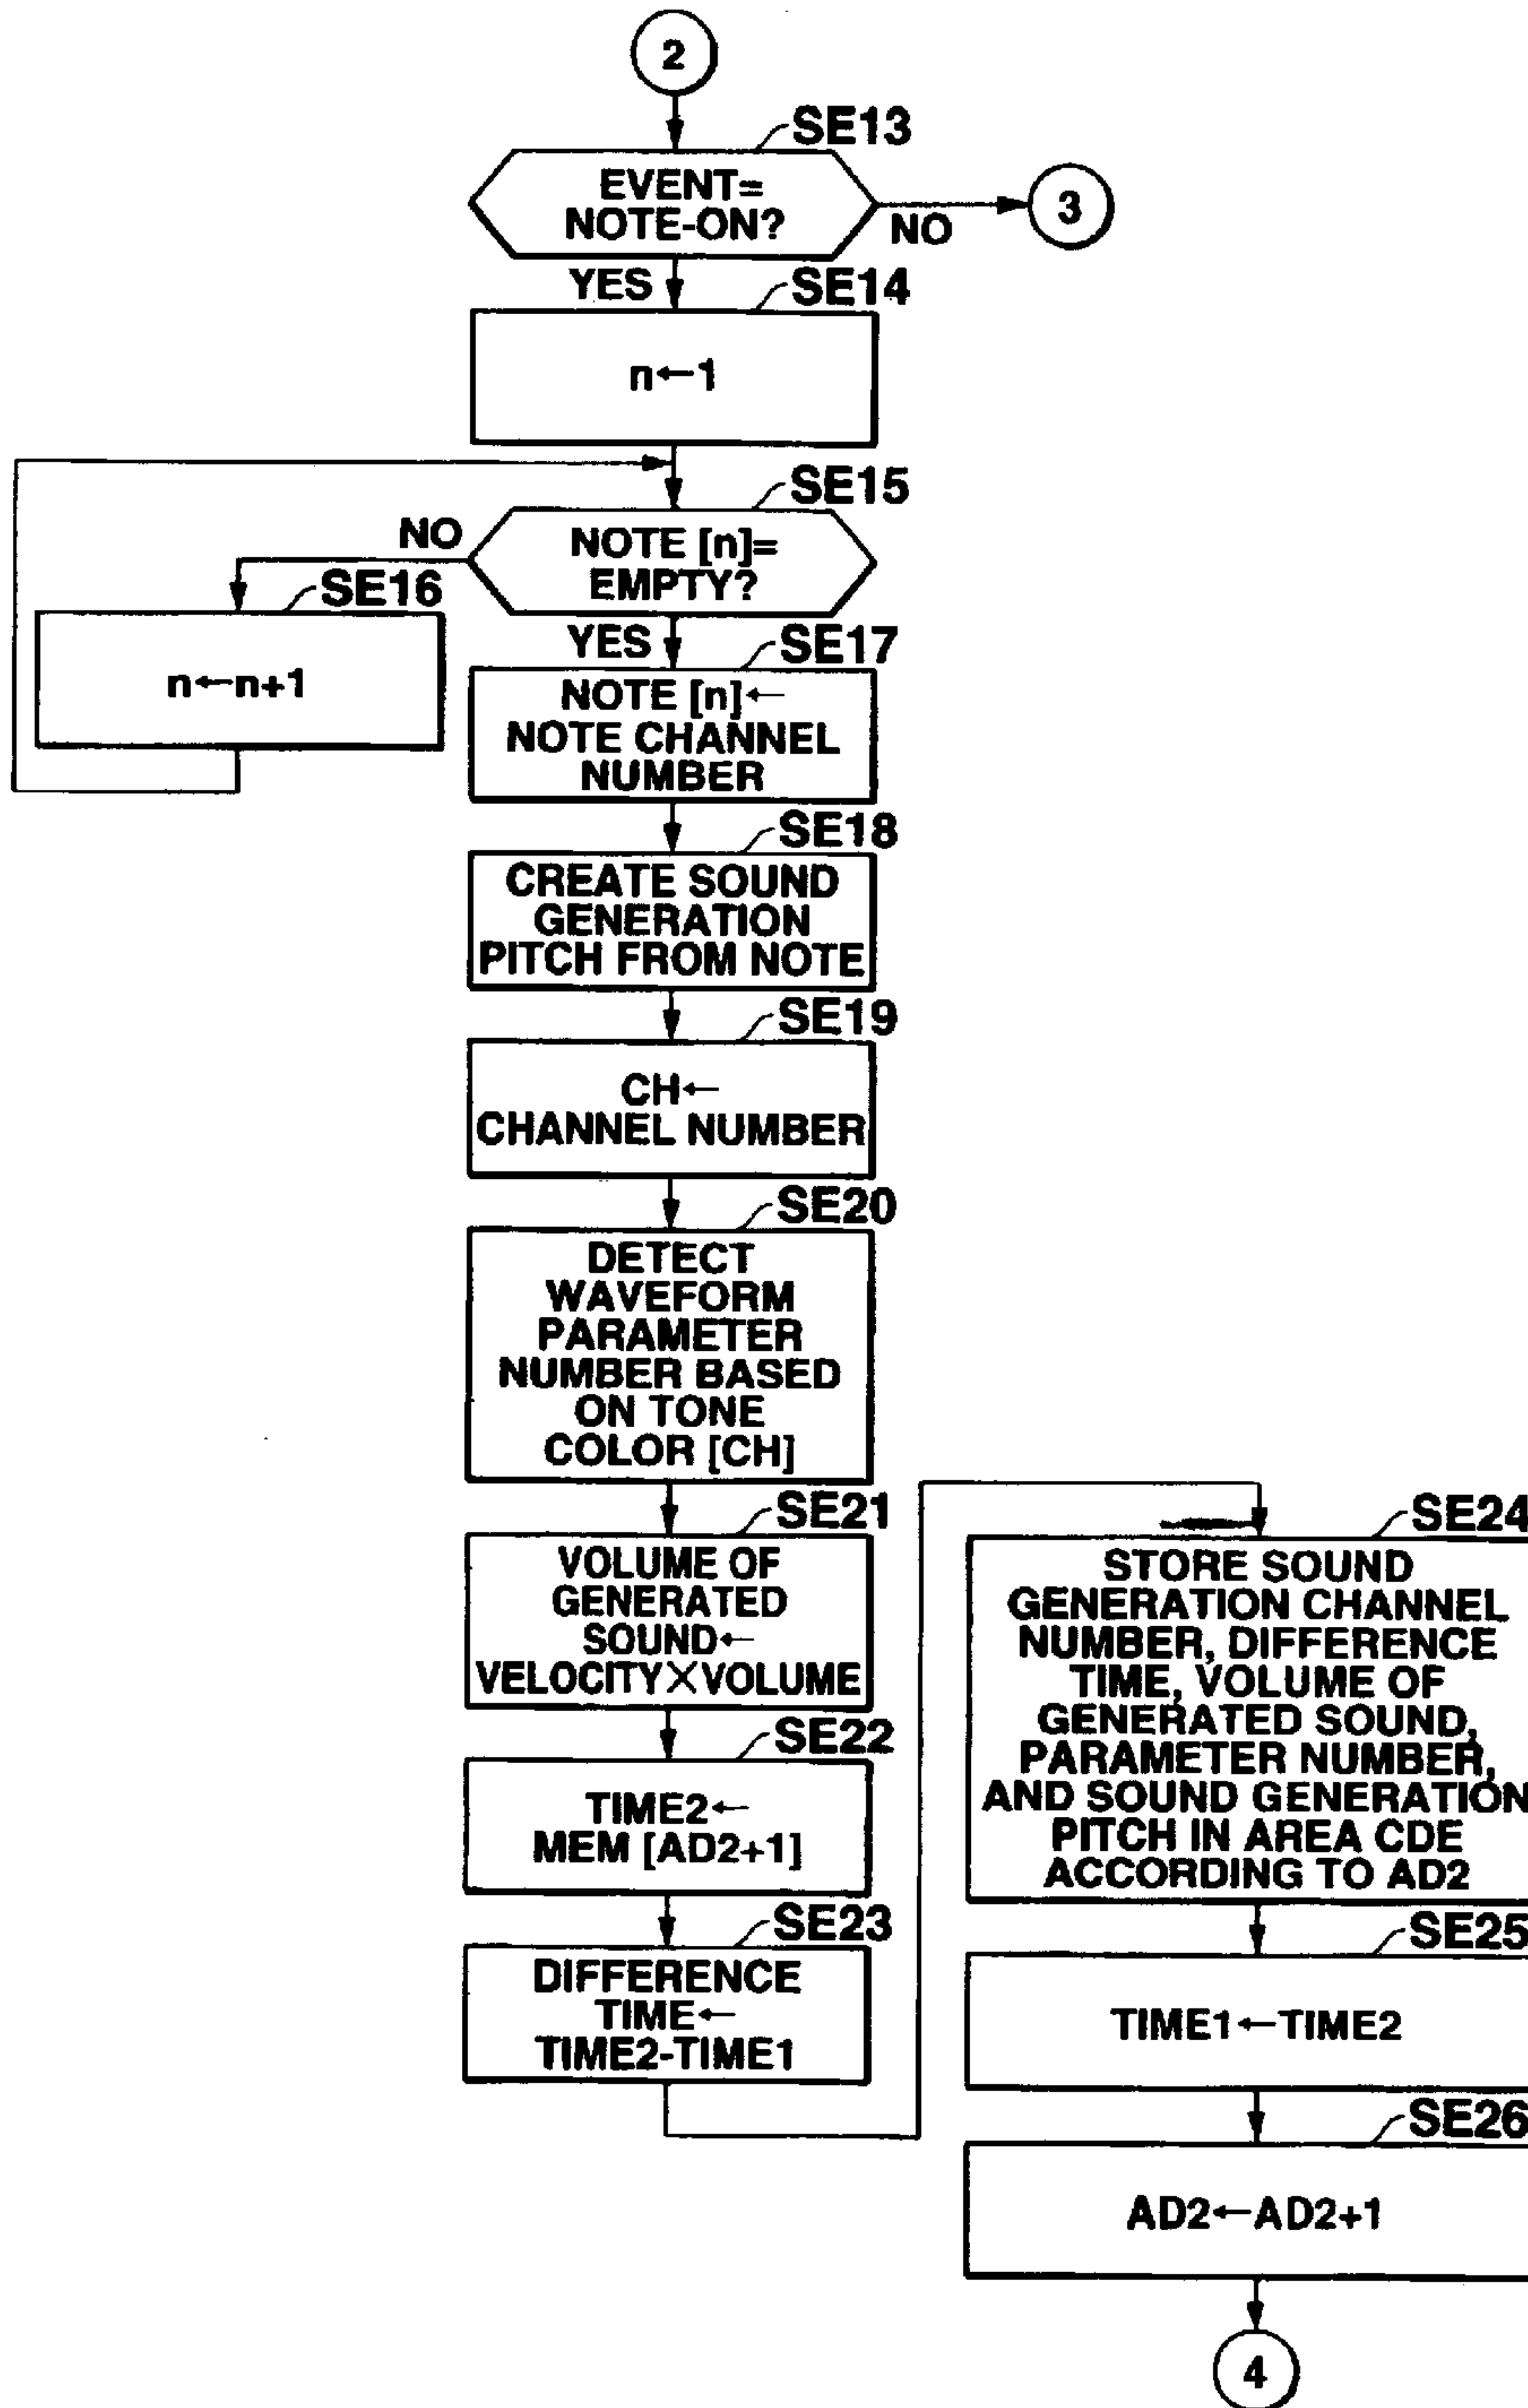 2
SE13
EVENT=
NOTE-ON?
NO
3
YES
SE14
n←1
SE15
NO
NOTE [n]=
EMPTY?
SE16
n←n+1
YES
SE17
NOTE [n]←
NOTE CHANNEL
NUMBER
SE18
CREATE SOUND
GENERATION
PITCH FROM NOTE
SE19
CH←
CHANNEL NUMBER
SE20
DETECT
WAVEFORM
PARAMETER
NUMBER BASED
ON TONE
COLOR [CH]
SE21
VOLUME OF
GENERATED
SOUND←
VELOCITY×VOLUME
SE22
TIME2←
MEM [AD2+1]
SE23
DIFFERENCE
TIME←
TIME2-TIME1
SE24
STORE SOUND
GENERATION CHANNEL
NUMBER, DIFFERENCE
TIME, VOLUME OF
GENERATED SOUND,
PARAMETER NUMBER,
AND SOUND GENERATION
PITCH IN AREA CDE
ACCORDING TO AD2
SE25
TIME1←TIME2
SE26
AD2←AD2+1
4